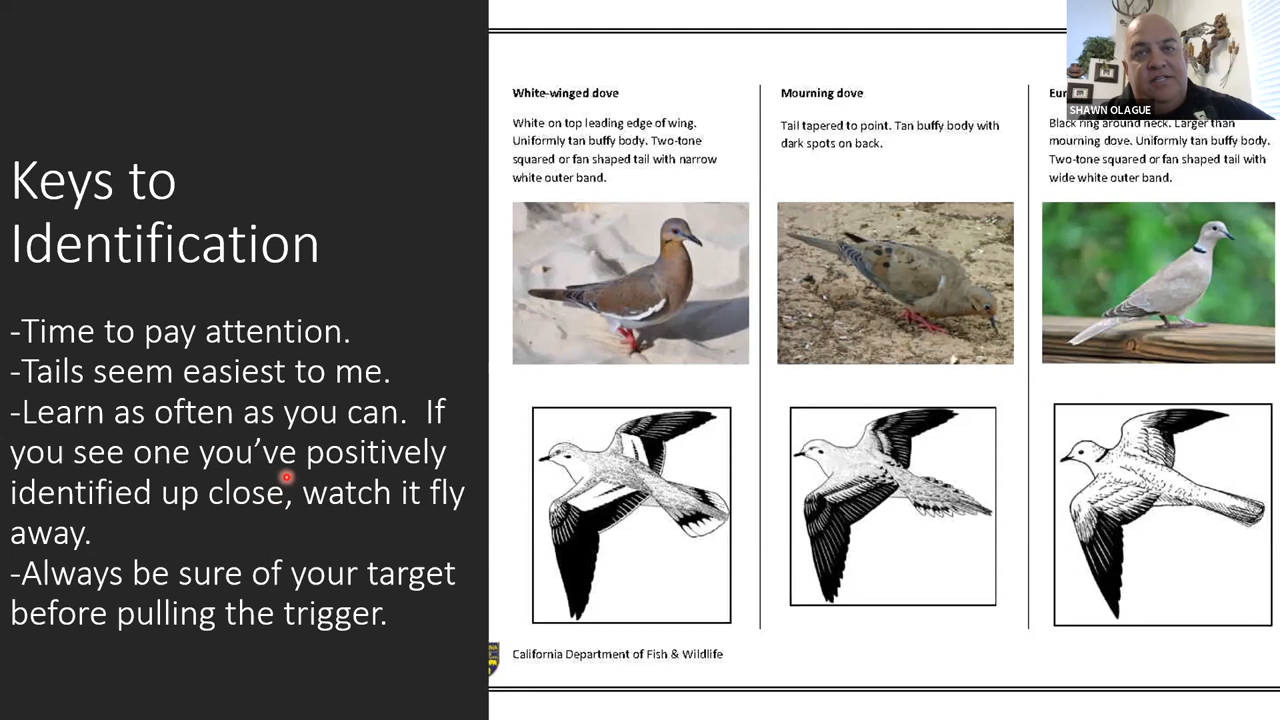 Keys to
Identification
-Time to pay attention.
-Tails seem easiest to me.
-Learn as often as you can.  If
you see one you've positively
identified up close, watch it fly
away.
-Always be sure of your target
before pulling the trigger.
White-winged dove
White on top leading edge of wing.
Uniformly tan buffy body. Two-tone
squared or fan shaped tail with narrow
white outer band.
Mourning dove
Tail tapered to point. Tan buffy body with
dark spots on back.
SHAWN OLAGUE
Black ring around neck. Larger than
mourning dove. Uniformly tan buffy body.
Two-tone squared or fan shaped tail with
wide white outer band.
California Department of Fish & Wildlife